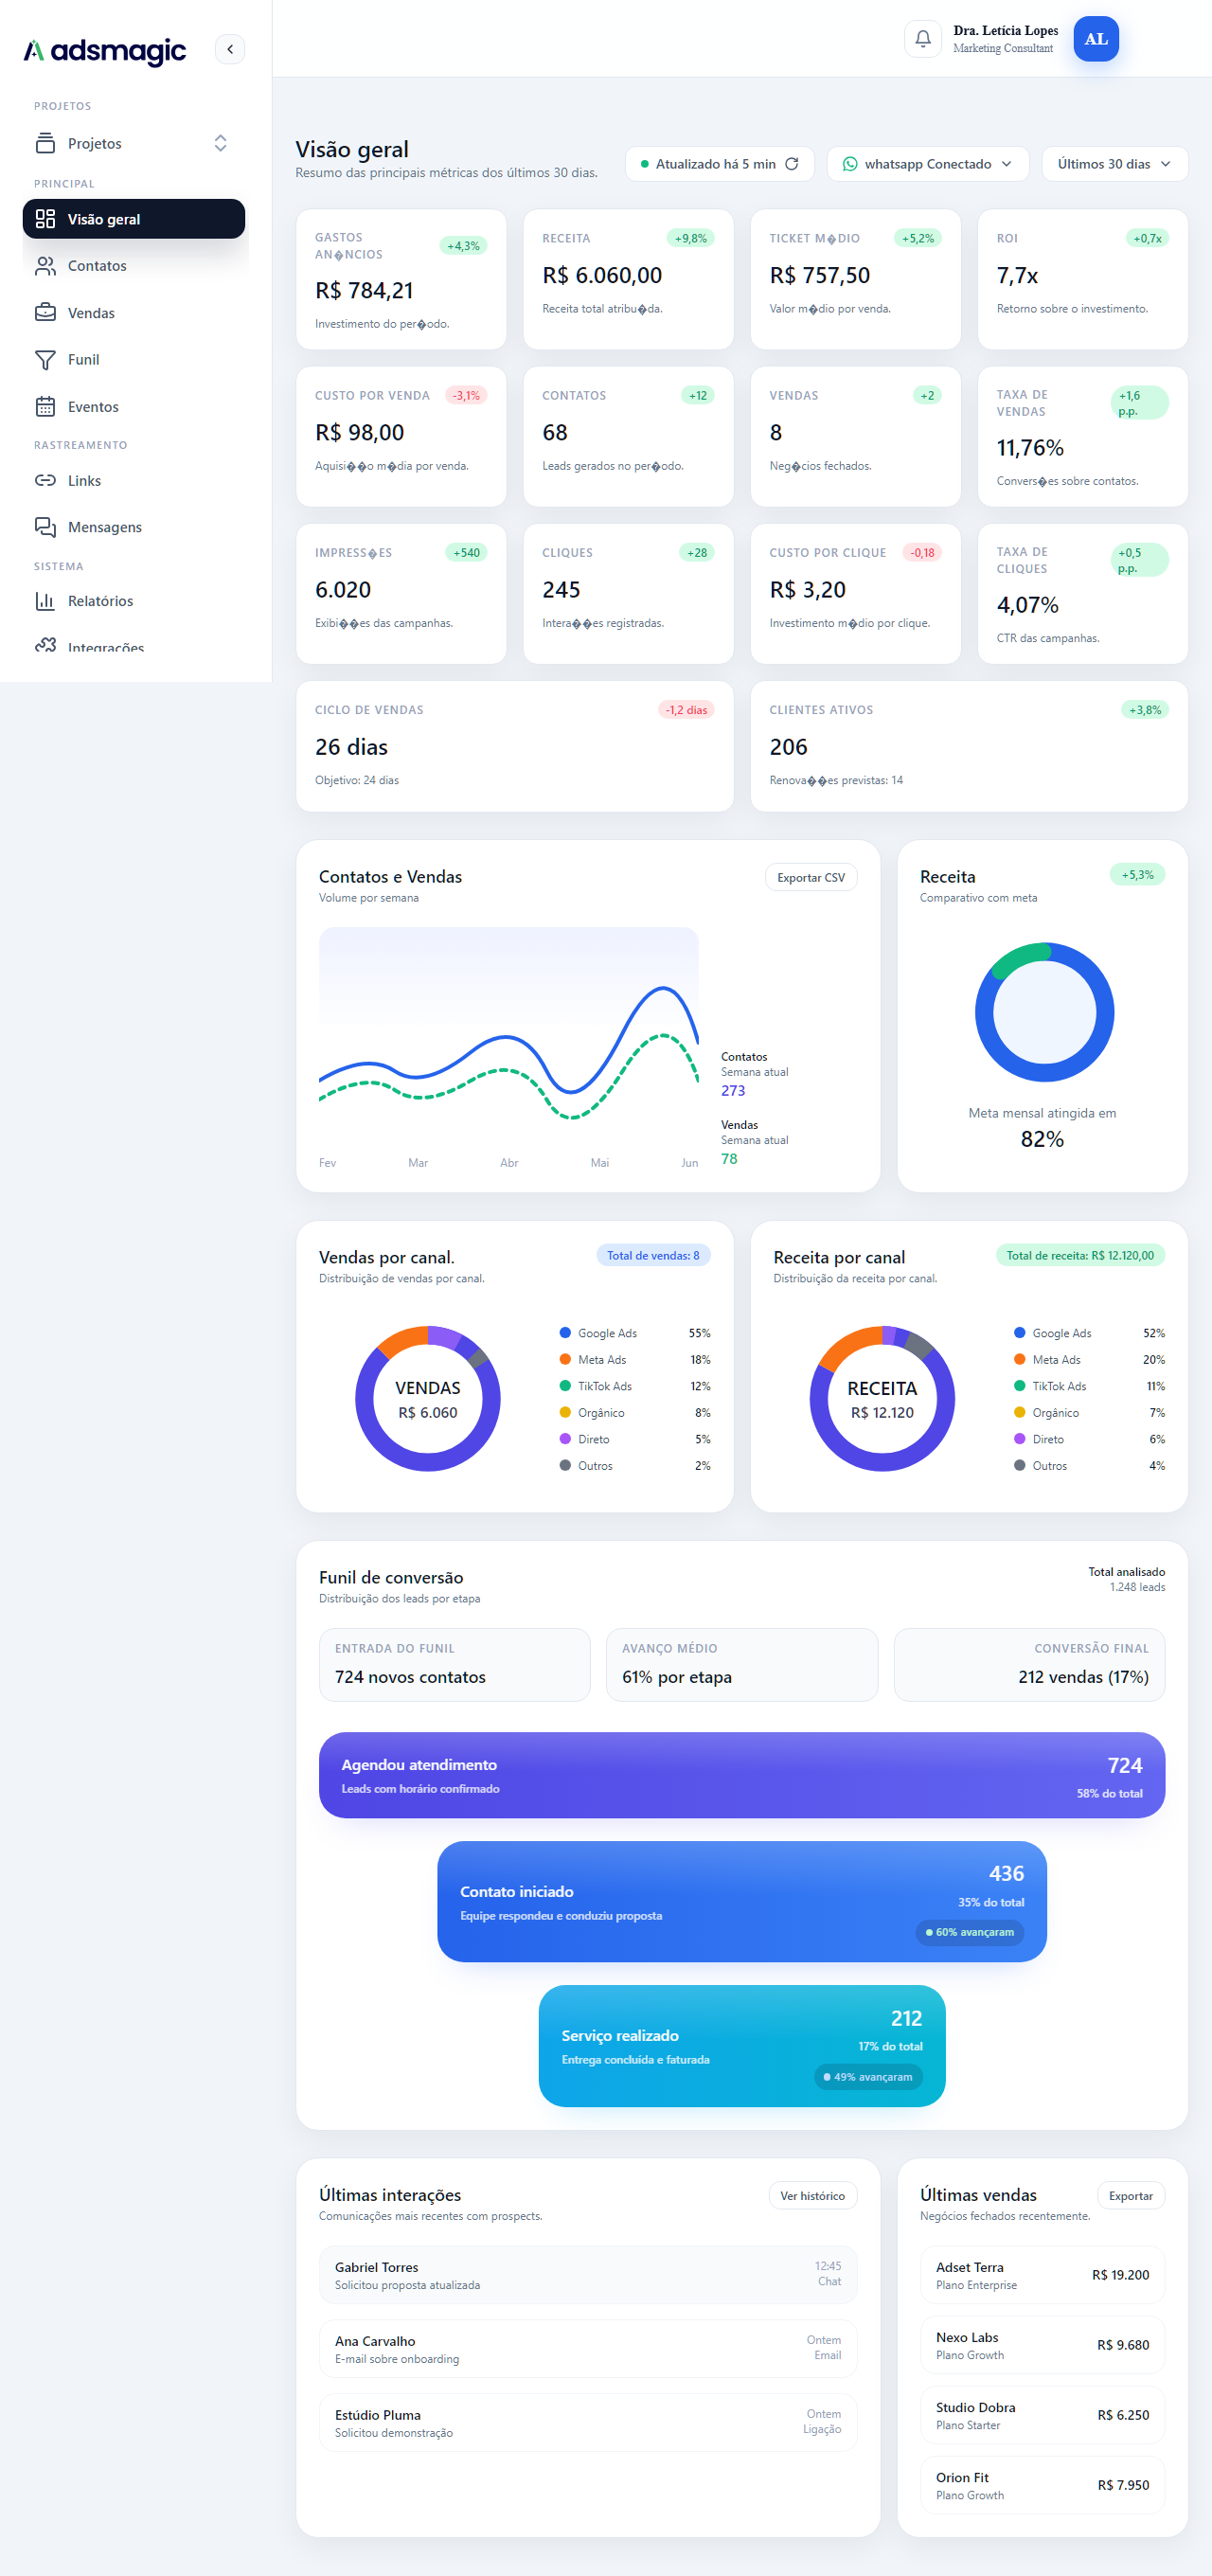 adsmagic
Dra. Letícia Lopes
Marketing Consultant
AL
PROJETOS
Projetos
PRINCIPAL
Visão geral
Contatos
Vendas
Funil
Eventos
RASTREAMENTO
Links
Mensagens
SISTEMA
Relatórios
Integrações
Visão geral
Resumo das principais métricas dos últimos 30 dias.
Atualizado há 5 min
whatsapp Conectado
Últimos 30 dias
GASTOS
AN�NCIOS
+4,3%
R$ 784,21
Investimento do per�odo.
RECEITA
+9,8%
R$ 6.060,00
Receita total atribu�da.
TICKET M�DIO
+5,2%
R$ 757,50
Valor m�dio por venda.
ROI
+0,7x
7,7x
Retorno sobre o investimento.
CUSTO POR VENDA
-3,1%
R$ 98,00
Aquisi��o m�dia por venda.
CONTATOS
+12
68
Leads gerados no per�odo.
VENDAS
+2
8
Neg�cios fechados.
TAXA DE
VENDAS
+1,6
p.p.
11,76%
Convers�es sobre contatos.
IMPRESS�ES
+540
6.020
Exibi��es das campanhas.
CLIQUES
+28
245
Intera��es registradas.
CUSTO POR CLIQUE
-0,18
R$ 3,20
Investimento m�dio por clique.
TAXA DE
CLIQUES
+0,5
p.p.
4,07%
CTR das campanhas.
CICLO DE VENDAS
-1,2 dias
26 dias
Objetivo: 24 dias
CLIENTES ATIVOS
+3,8%
206
Renova��es previstas: 14
Contatos e Vendas
Volume por semana
Exportar CSV
Contatos
Semana atual
273
Vendas
Semana atual
78
Fev Mar Abr Mai Jun
Receita
Comparativo com meta
+5,3%
Meta mensal atingida em
82%
Vendas por canal.
Distribuição de vendas por canal.
Total de vendas: 8
VENDAS
R$ 6.060
Google Ads 55%
Meta Ads 18%
TikTok Ads 12%
Orgânico 8%
Direto 5%
Outros 2%
Receita por canal
Distribuição da receita por canal.
Total de receita: R$ 12.120,00
RECEITA
R$ 12.120
Google Ads 52%
Meta Ads 20%
TikTok Ads 11%
Orgânico 7%
Direto 6%
Outros 4%
Funil de conversão
Distribuição dos leads por etapa
Total analisado
1.248 leads
ENTRADA DO FUNIL
724 novos contatos
AVANÇO MÉDIO
61% por etapa
CONVERSÃO FINAL
212 vendas (17%)
Agendou atendimento
Leads com horário confirmado
724
58% do total
Contato iniciado
Equipe respondeu e conduziu proposta
436
35% do total
60% avançaram
Serviço realizado
Entrega concluída e faturada
212
17% do total
49% avançaram
Últimas interações
Comunicações mais recentes com prospects.
Ver histórico
Gabriel Torres
Solicitou proposta atualizada
12:45
Chat
Ana Carvalho
E-mail sobre onboarding
Ontem
Email
Estúdio Pluma
Solicitou demonstração
Ontem
Ligação
Últimas vendas
Negócios fechados recentemente.
Exportar
Adset Terra
Plano Enterprise
R$ 19.200
Nexo Labs
Plano Growth
R$ 9.680
Studio Dobra
Plano Starter
R$ 6.250
Orion Fit
Plano Growth
R$ 7.950